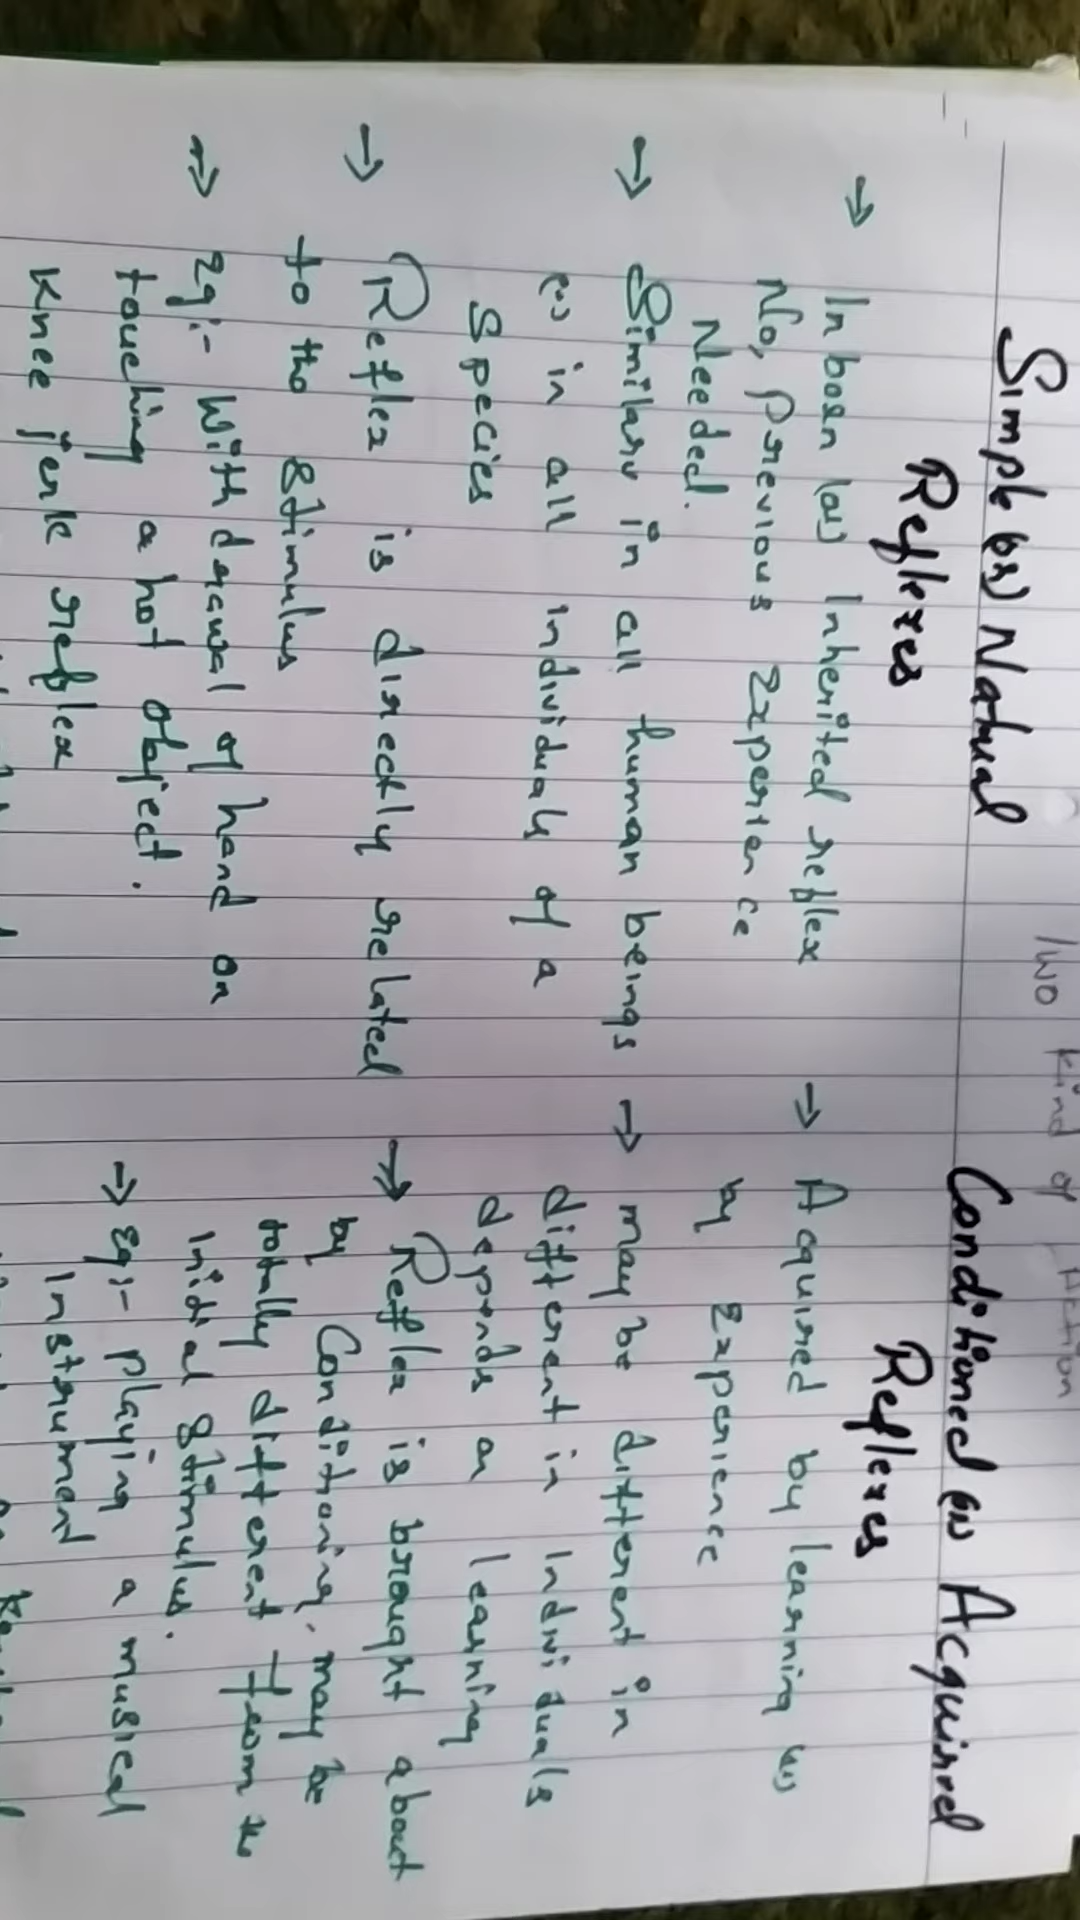 Two kind of Action
Simple (or) Natual
Reflexes
→ Inborn (or) Inherited reflex
No, Previous Experience
Needed.
→ Similar in all human beings
(or) in all individuals of a
Species
→ Reflex is directly related
to the stimulus
→ Eg:- Withdrawal of hand on
touching a hot object.
Knee jerk reflex
Conditioned (or) Acquired
Reflexes
→ Acquired by learning (or)
by Experience
→ may be different in
different in Individuals
depends on learning
→ Reflex is brought about
by Conditioning. may be
totally different from the
Initial stimulus.
→ Eg:- playing a musical
Instrument